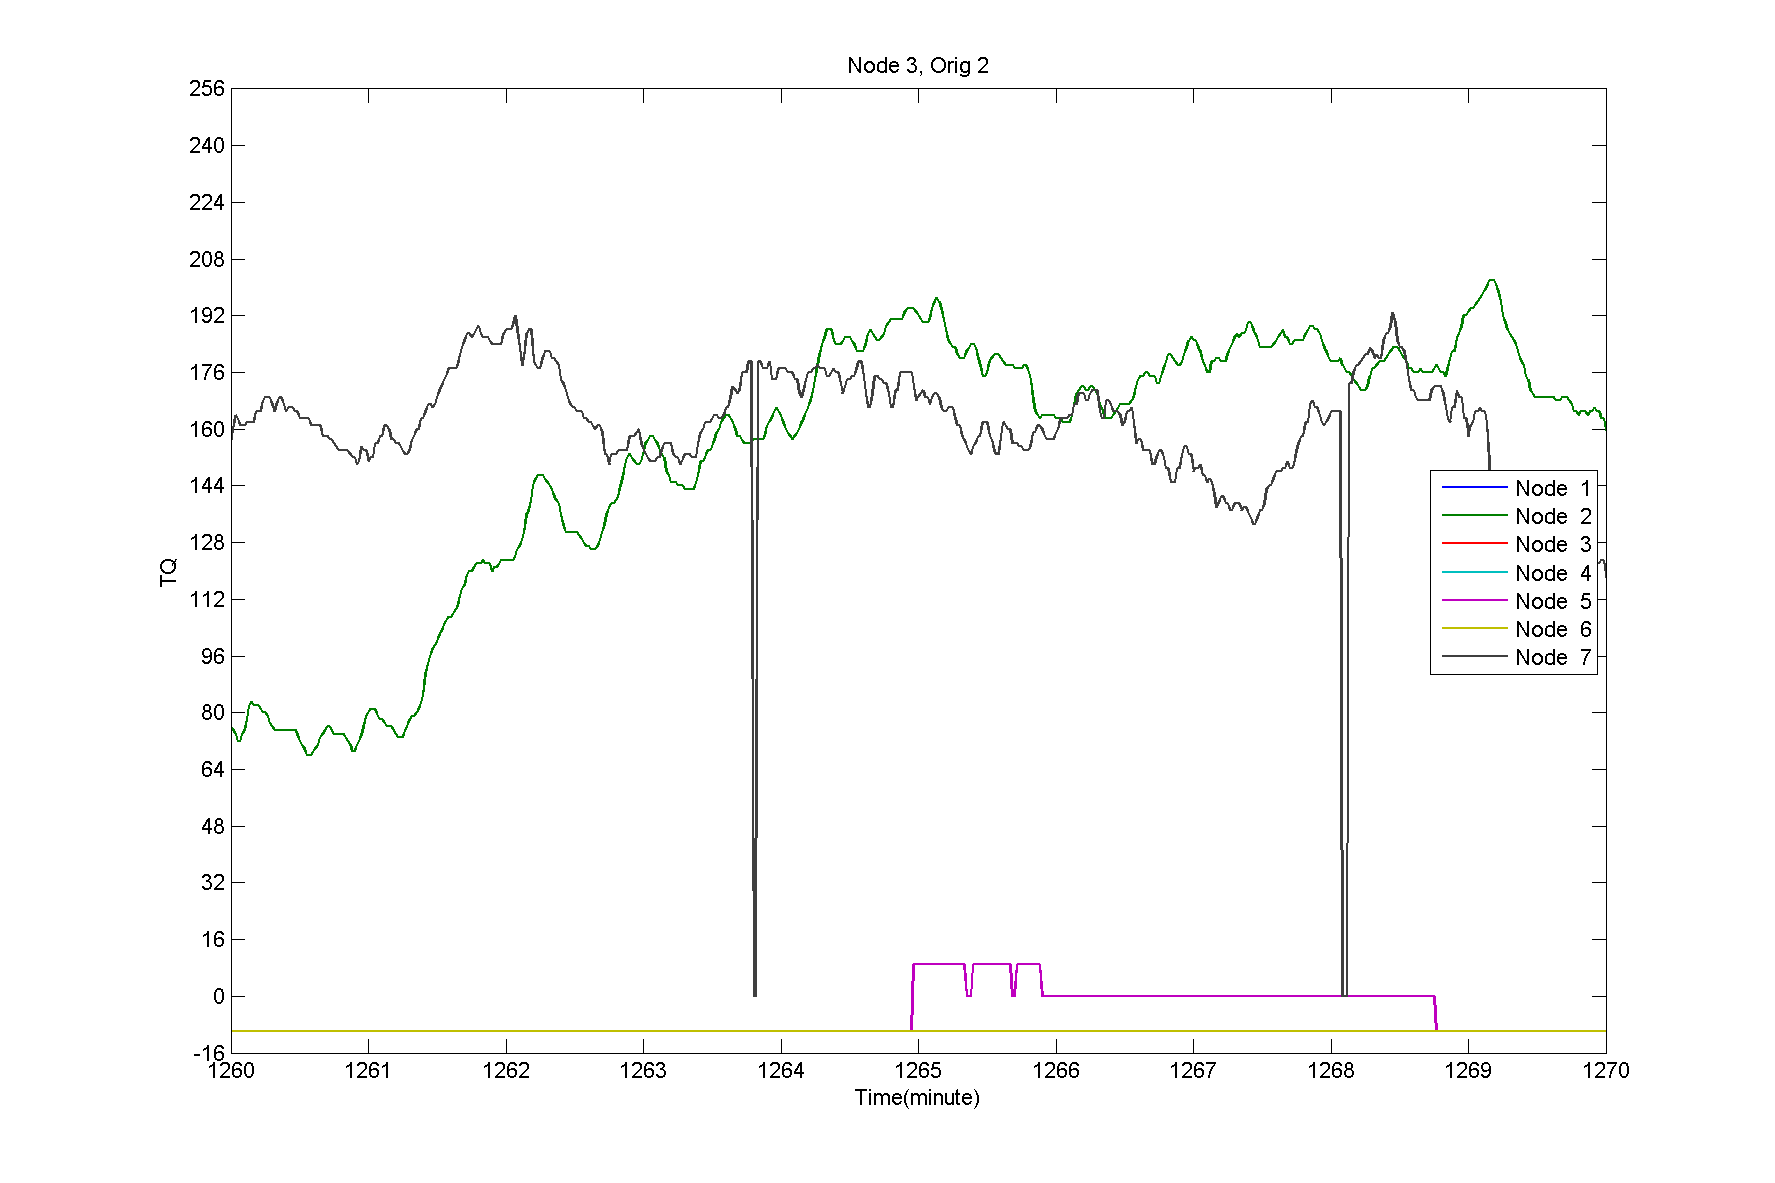 Node 3, Orig 2
256
240
224
208
192
176
160
144
128
112
96
80
64
48
32
16
0
-16
TQ
Node 1
Node 2
Node 3
Node 4
Node 5
Node 6
Node 7
1260 1261 1262 1263 1264 1265 1266 1267 1268 1269 1270
Time(minute)